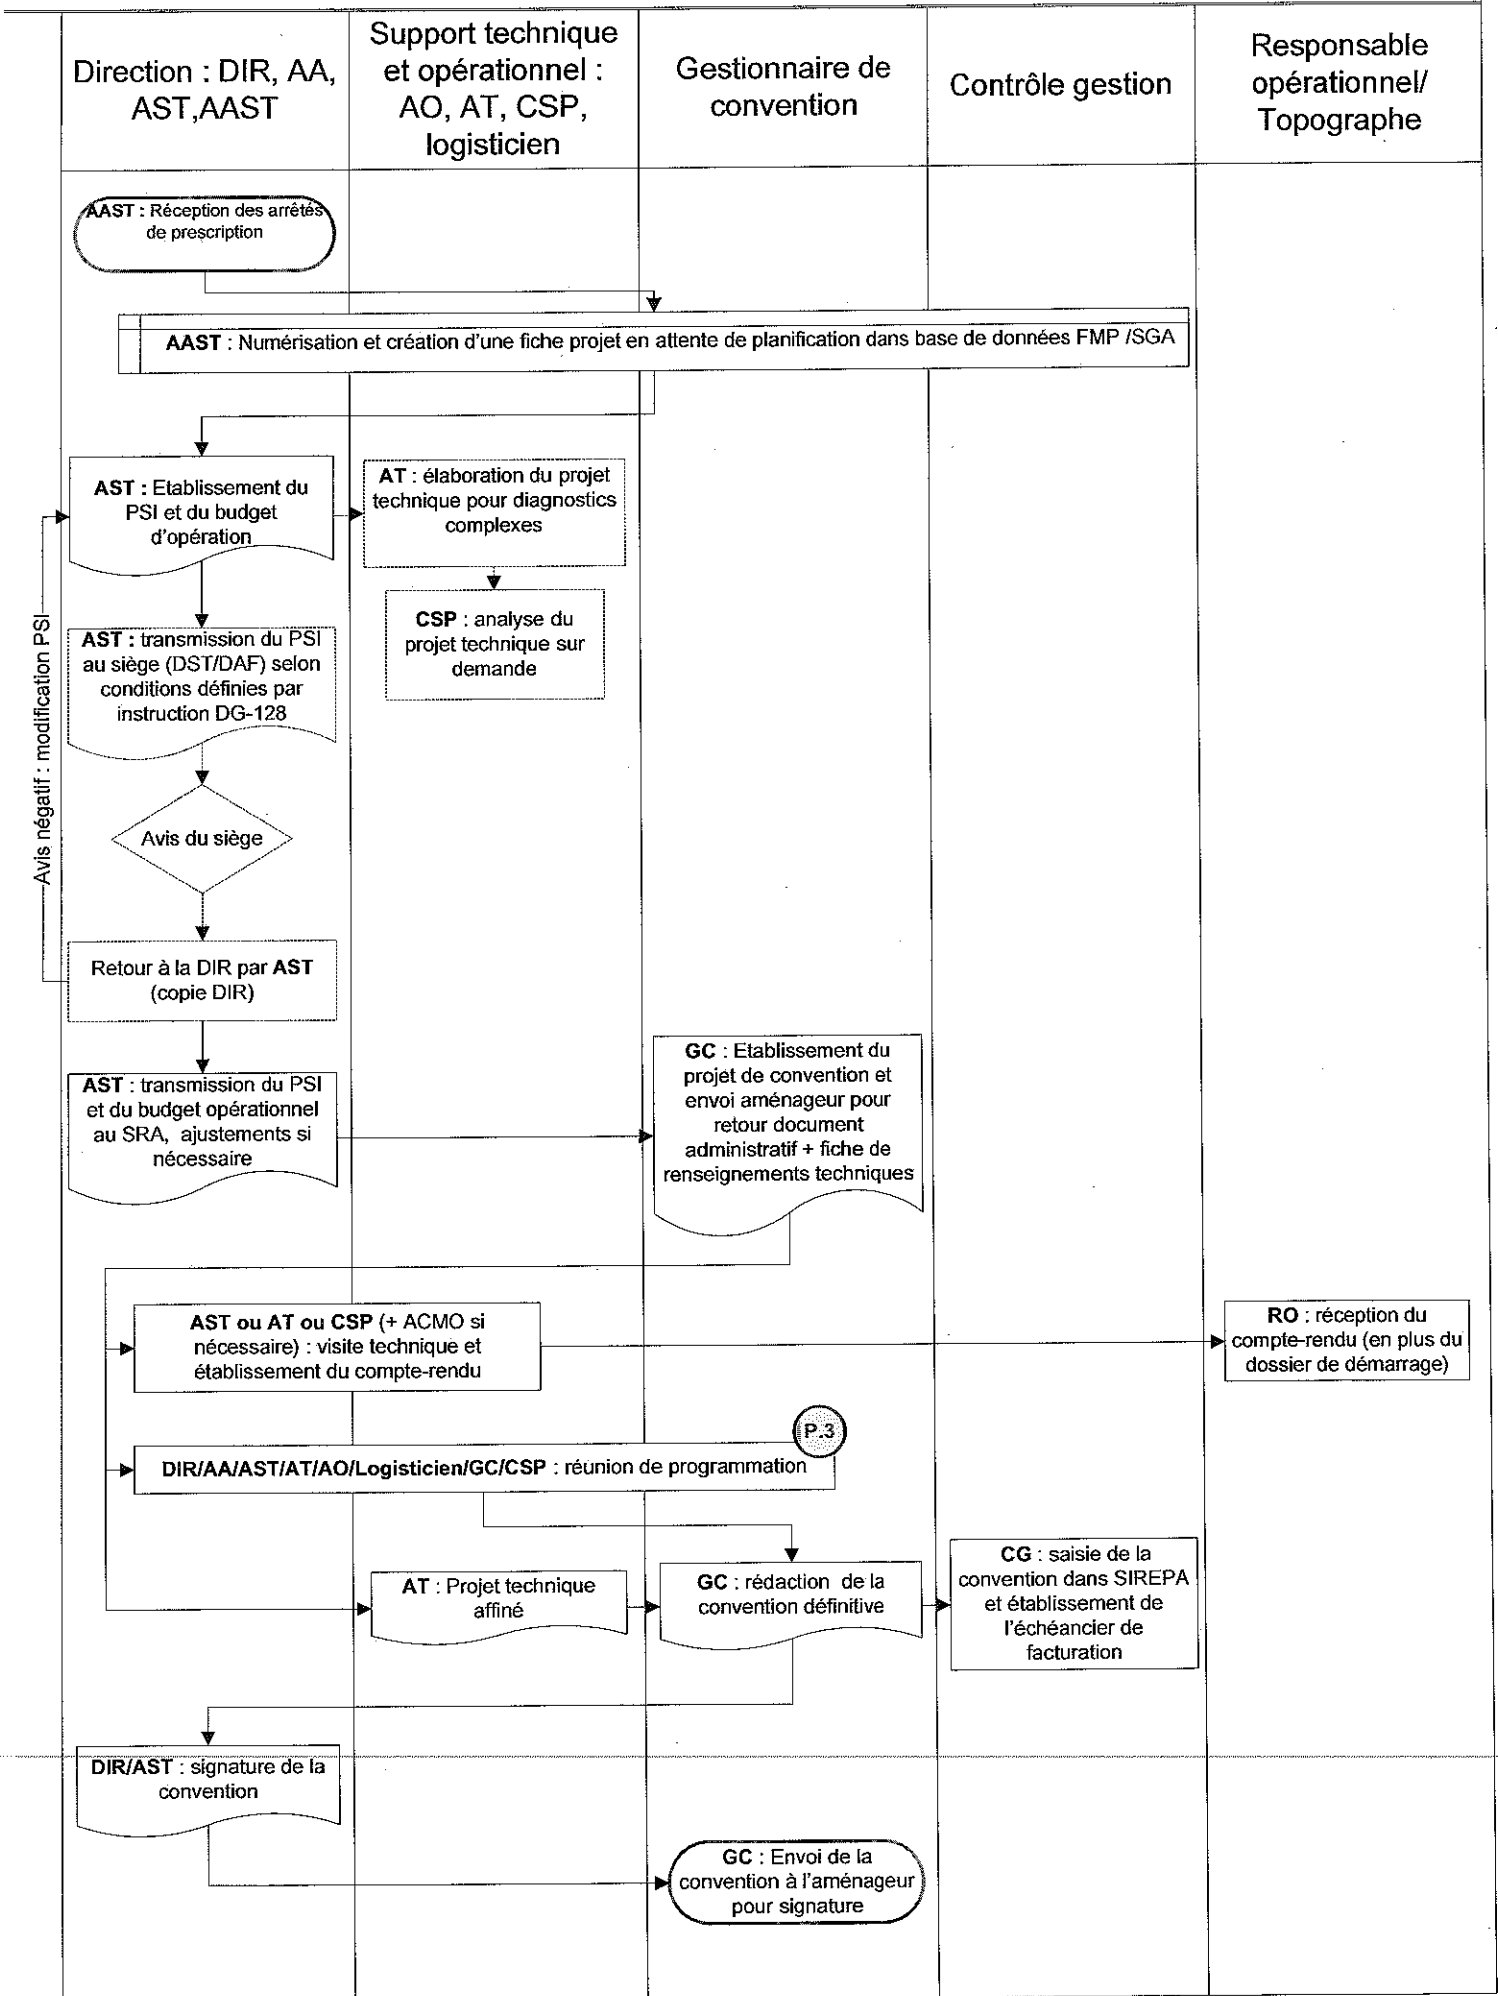 Direction : DIR, AA,
AST,AAST
Support technique
et opérationnel :
AO, AT, CSP,
logisticien
Gestionnaire de
convention
Contrôle gestion
Responsable
opérationnel/
Topographe
AAST : Réception des arrêtés
de prescription
AAST : Numérisation et création d'une fiche projet en attente de planification dans base de données FMP /SGA
AST : Etablissement du
PSI et du budget
d'opération
AT : élaboration du projet
technique pour diagnostics
complexes
CSP : analyse du
projet technique sur
demande
AST : transmission du PSI
au siège (DST/DAF) selon
conditions définies par
instruction DG-128
Avis négatif : modification PSI
Avis du siège
Retour à la DIR par AST
(copie DIR)
AST : transmission du PSI
et du budget opérationnel
au SRA, ajustements si
nécessaire
GC : Etablissement du
projet de convention et
envoi aménageur pour
retour document
administratif + fiche de
renseignements techniques
AST ou AT ou CSP (+ ACMO si
nécessaire) : visite technique et
établissement du compte-rendu
RO : réception du
compte-rendu (en plus du
dossier de démarrage)
P.3
DIR/AA/AST/AT/AO/Logisticien/GC/CSP : réunion de programmation
AT : Projet technique
affiné
GC : rédaction de la
convention définitive
CG : saisie de la
convention dans SIREPA
et établissement de
l'échéancier de
facturation
DIR/AST : signature de la
convention
GC : Envoi de la
convention à l'aménageur
pour signature